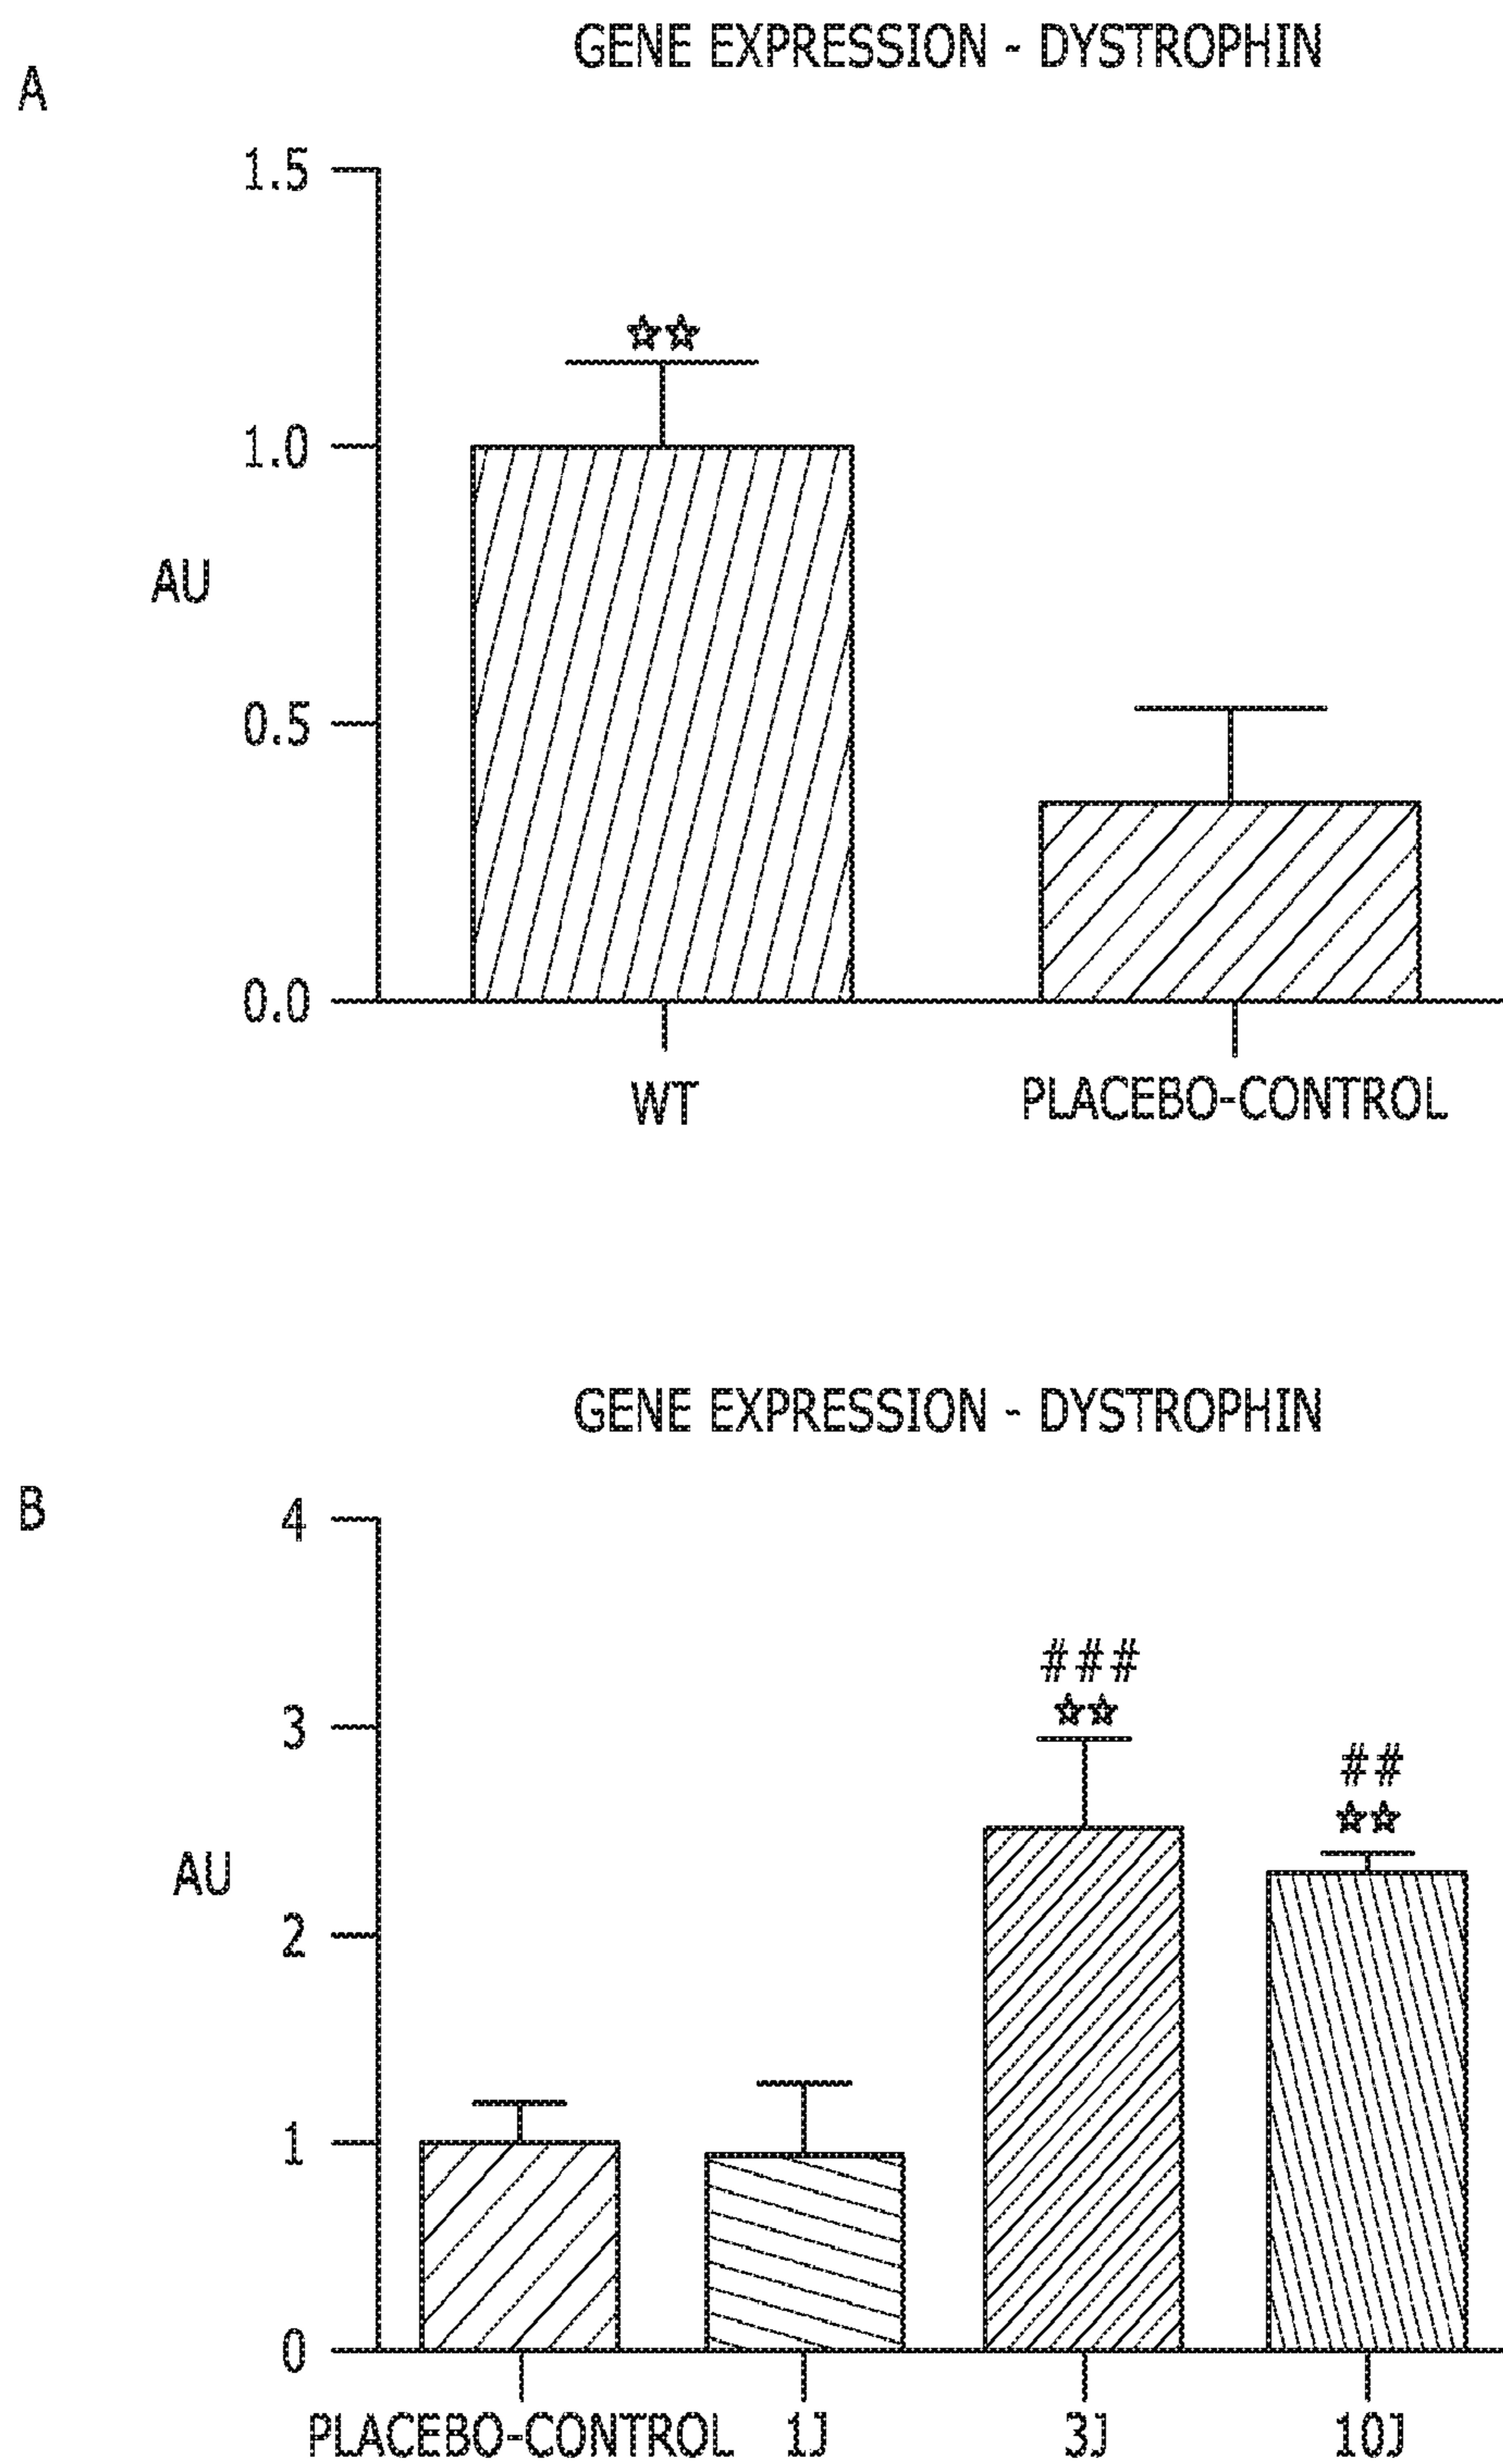 GENE EXPRESSION - DYSTROPHIN
A
1.5
☆☆
1.0
AU
0.5
0.0
WT PLACEBO-CONTROL
GENE EXPRESSION - DYSTROPHIN
B
4
###
☆☆
3
##
☆☆
AU
2
1
0
PLACEBO-CONTROL 1J 3J 10J